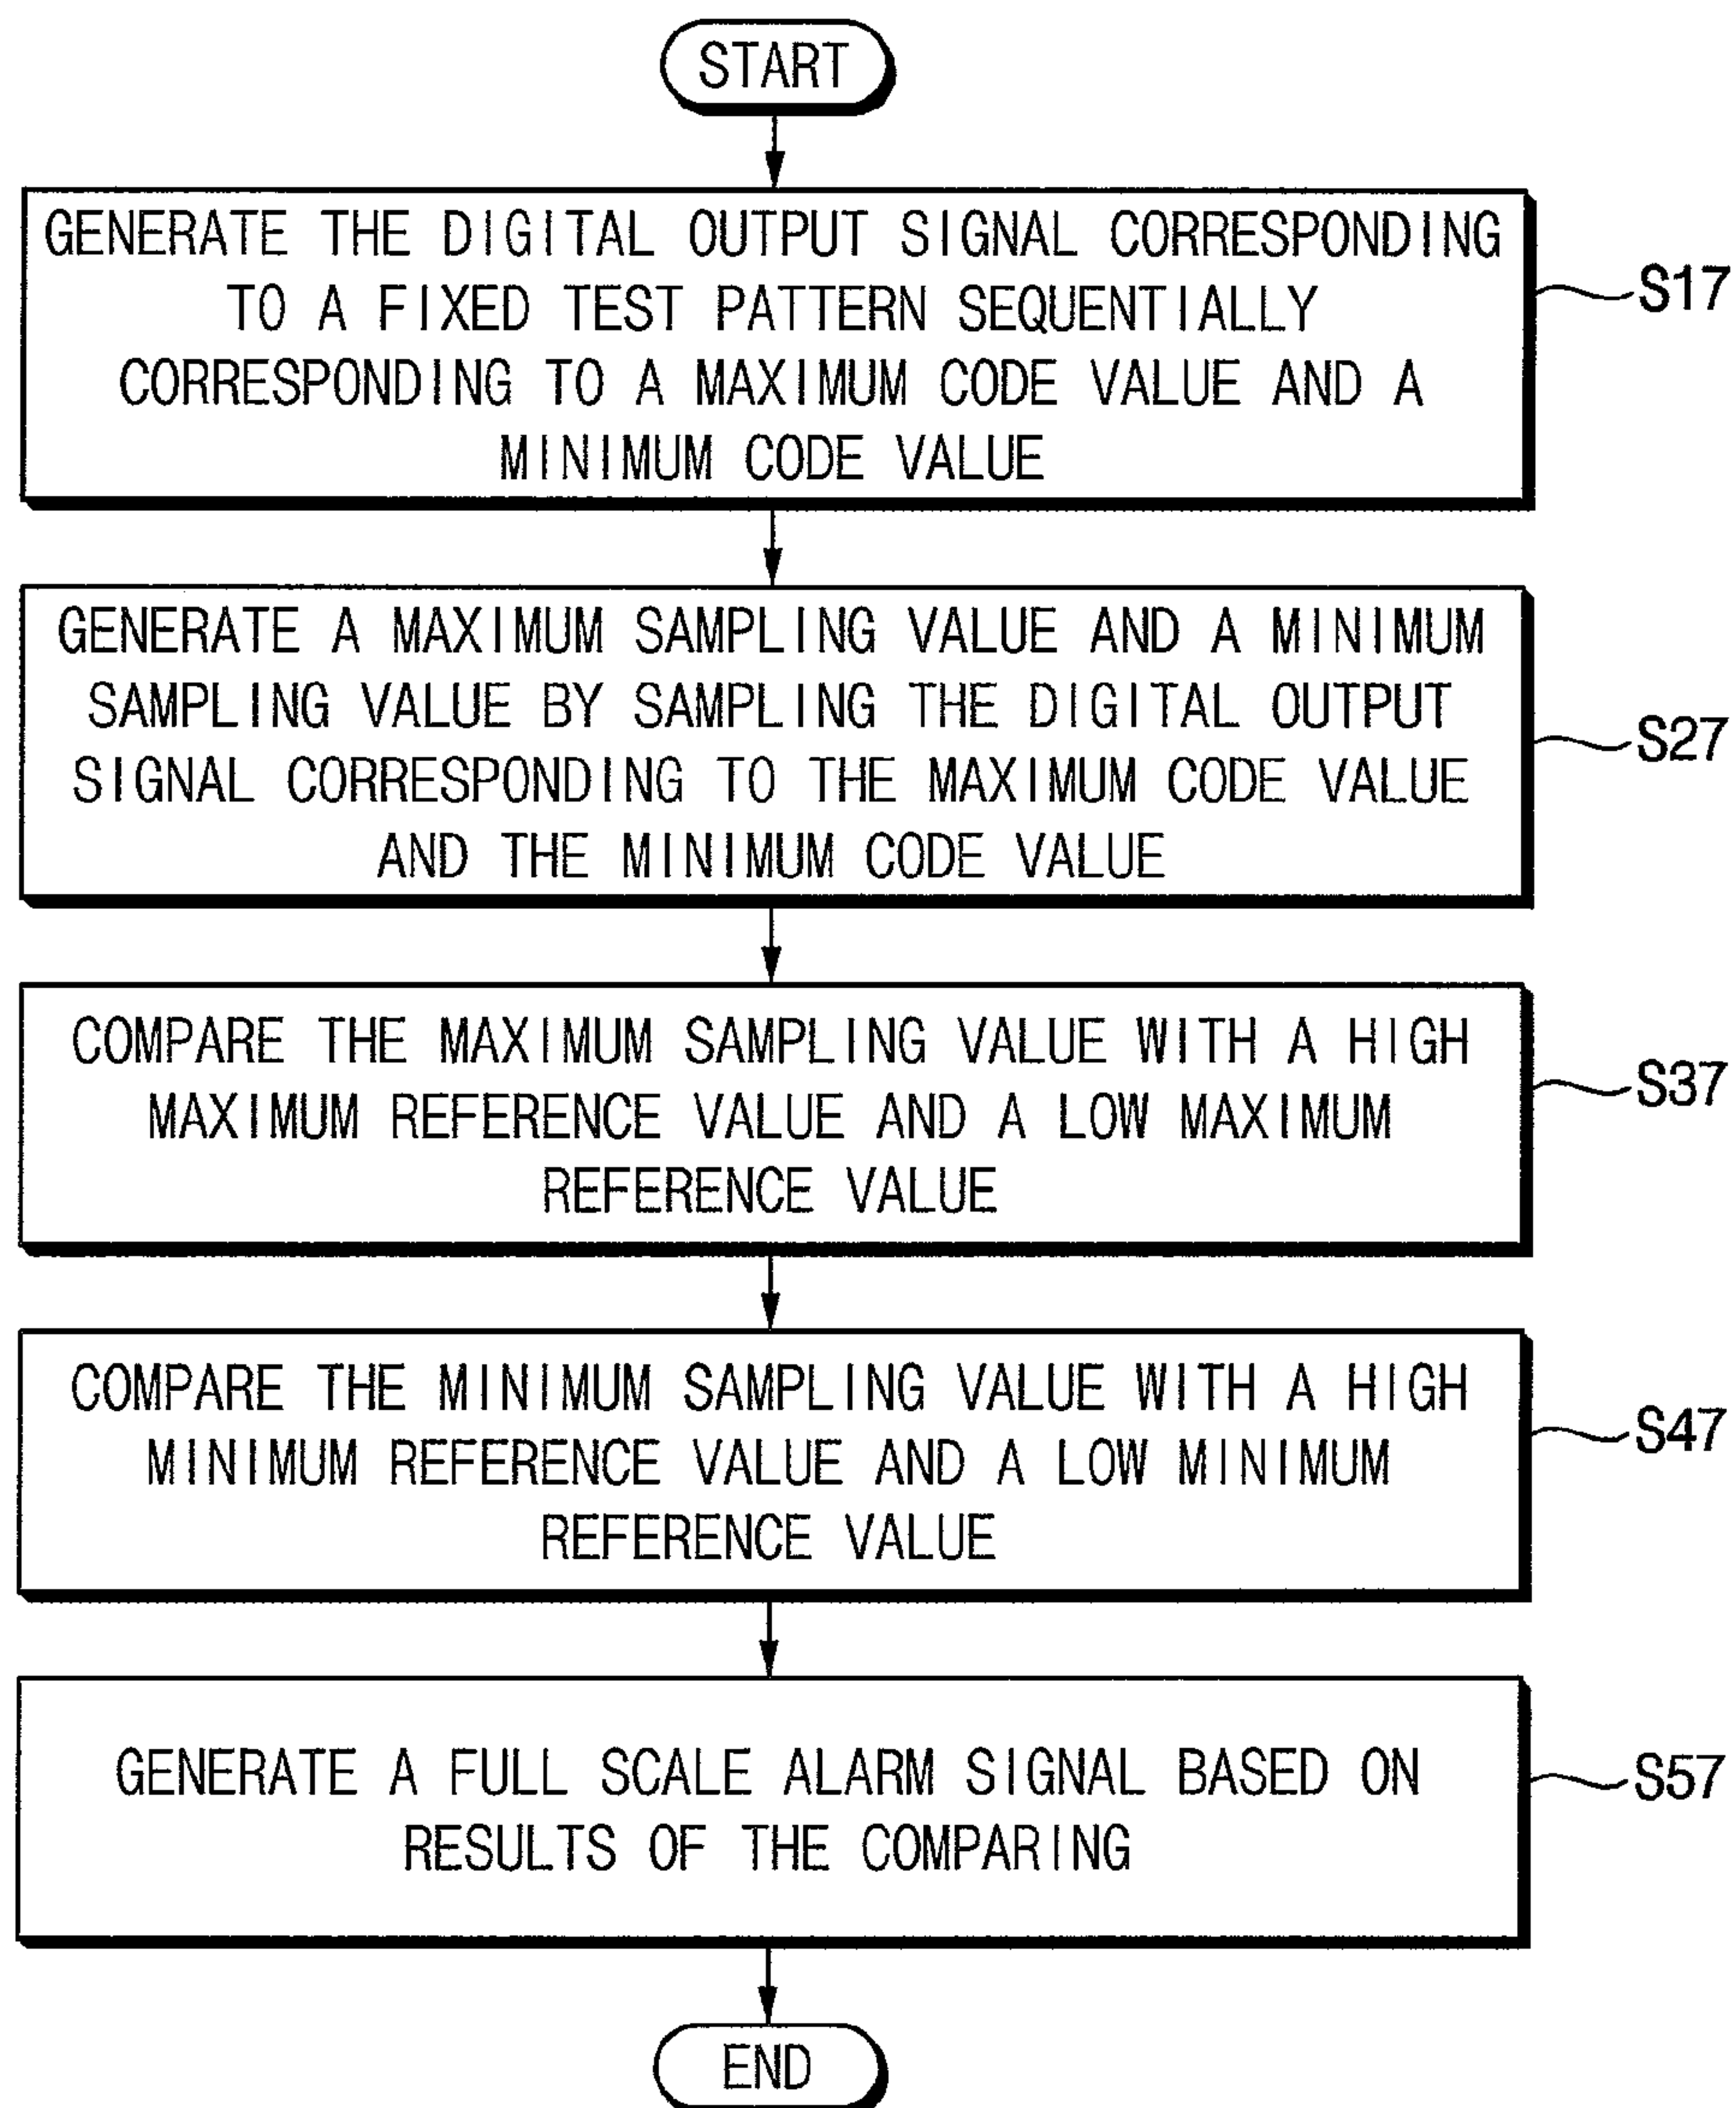 START
GENERATE THE DIGITAL OUTPUT SIGNAL CORRESPONDING
TO A FIXED TEST PATTERN SEQUENTIALLY
CORRESPONDING TO A MAXIMUM CODE VALUE AND A
MINIMUM CODE VALUE
S17
GENERATE A MAXIMUM SAMPLING VALUE AND A MINIMUM
SAMPLING VALUE BY SAMPLING THE DIGITAL OUTPUT
SIGNAL CORRESPONDING TO THE MAXIMUM CODE VALUE
AND THE MINIMUM CODE VALUE
S27
COMPARE THE MAXIMUM SAMPLING VALUE WITH A HIGH
MAXIMUM REFERENCE VALUE AND A LOW MAXIMUM
REFERENCE VALUE
S37
COMPARE THE MINIMUM SAMPLING VALUE WITH A HIGH
MINIMUM REFERENCE VALUE AND A LOW MINIMUM
REFERENCE VALUE
S47
GENERATE A FULL SCALE ALARM SIGNAL BASED ON
RESULTS OF THE COMPARING
S57
END